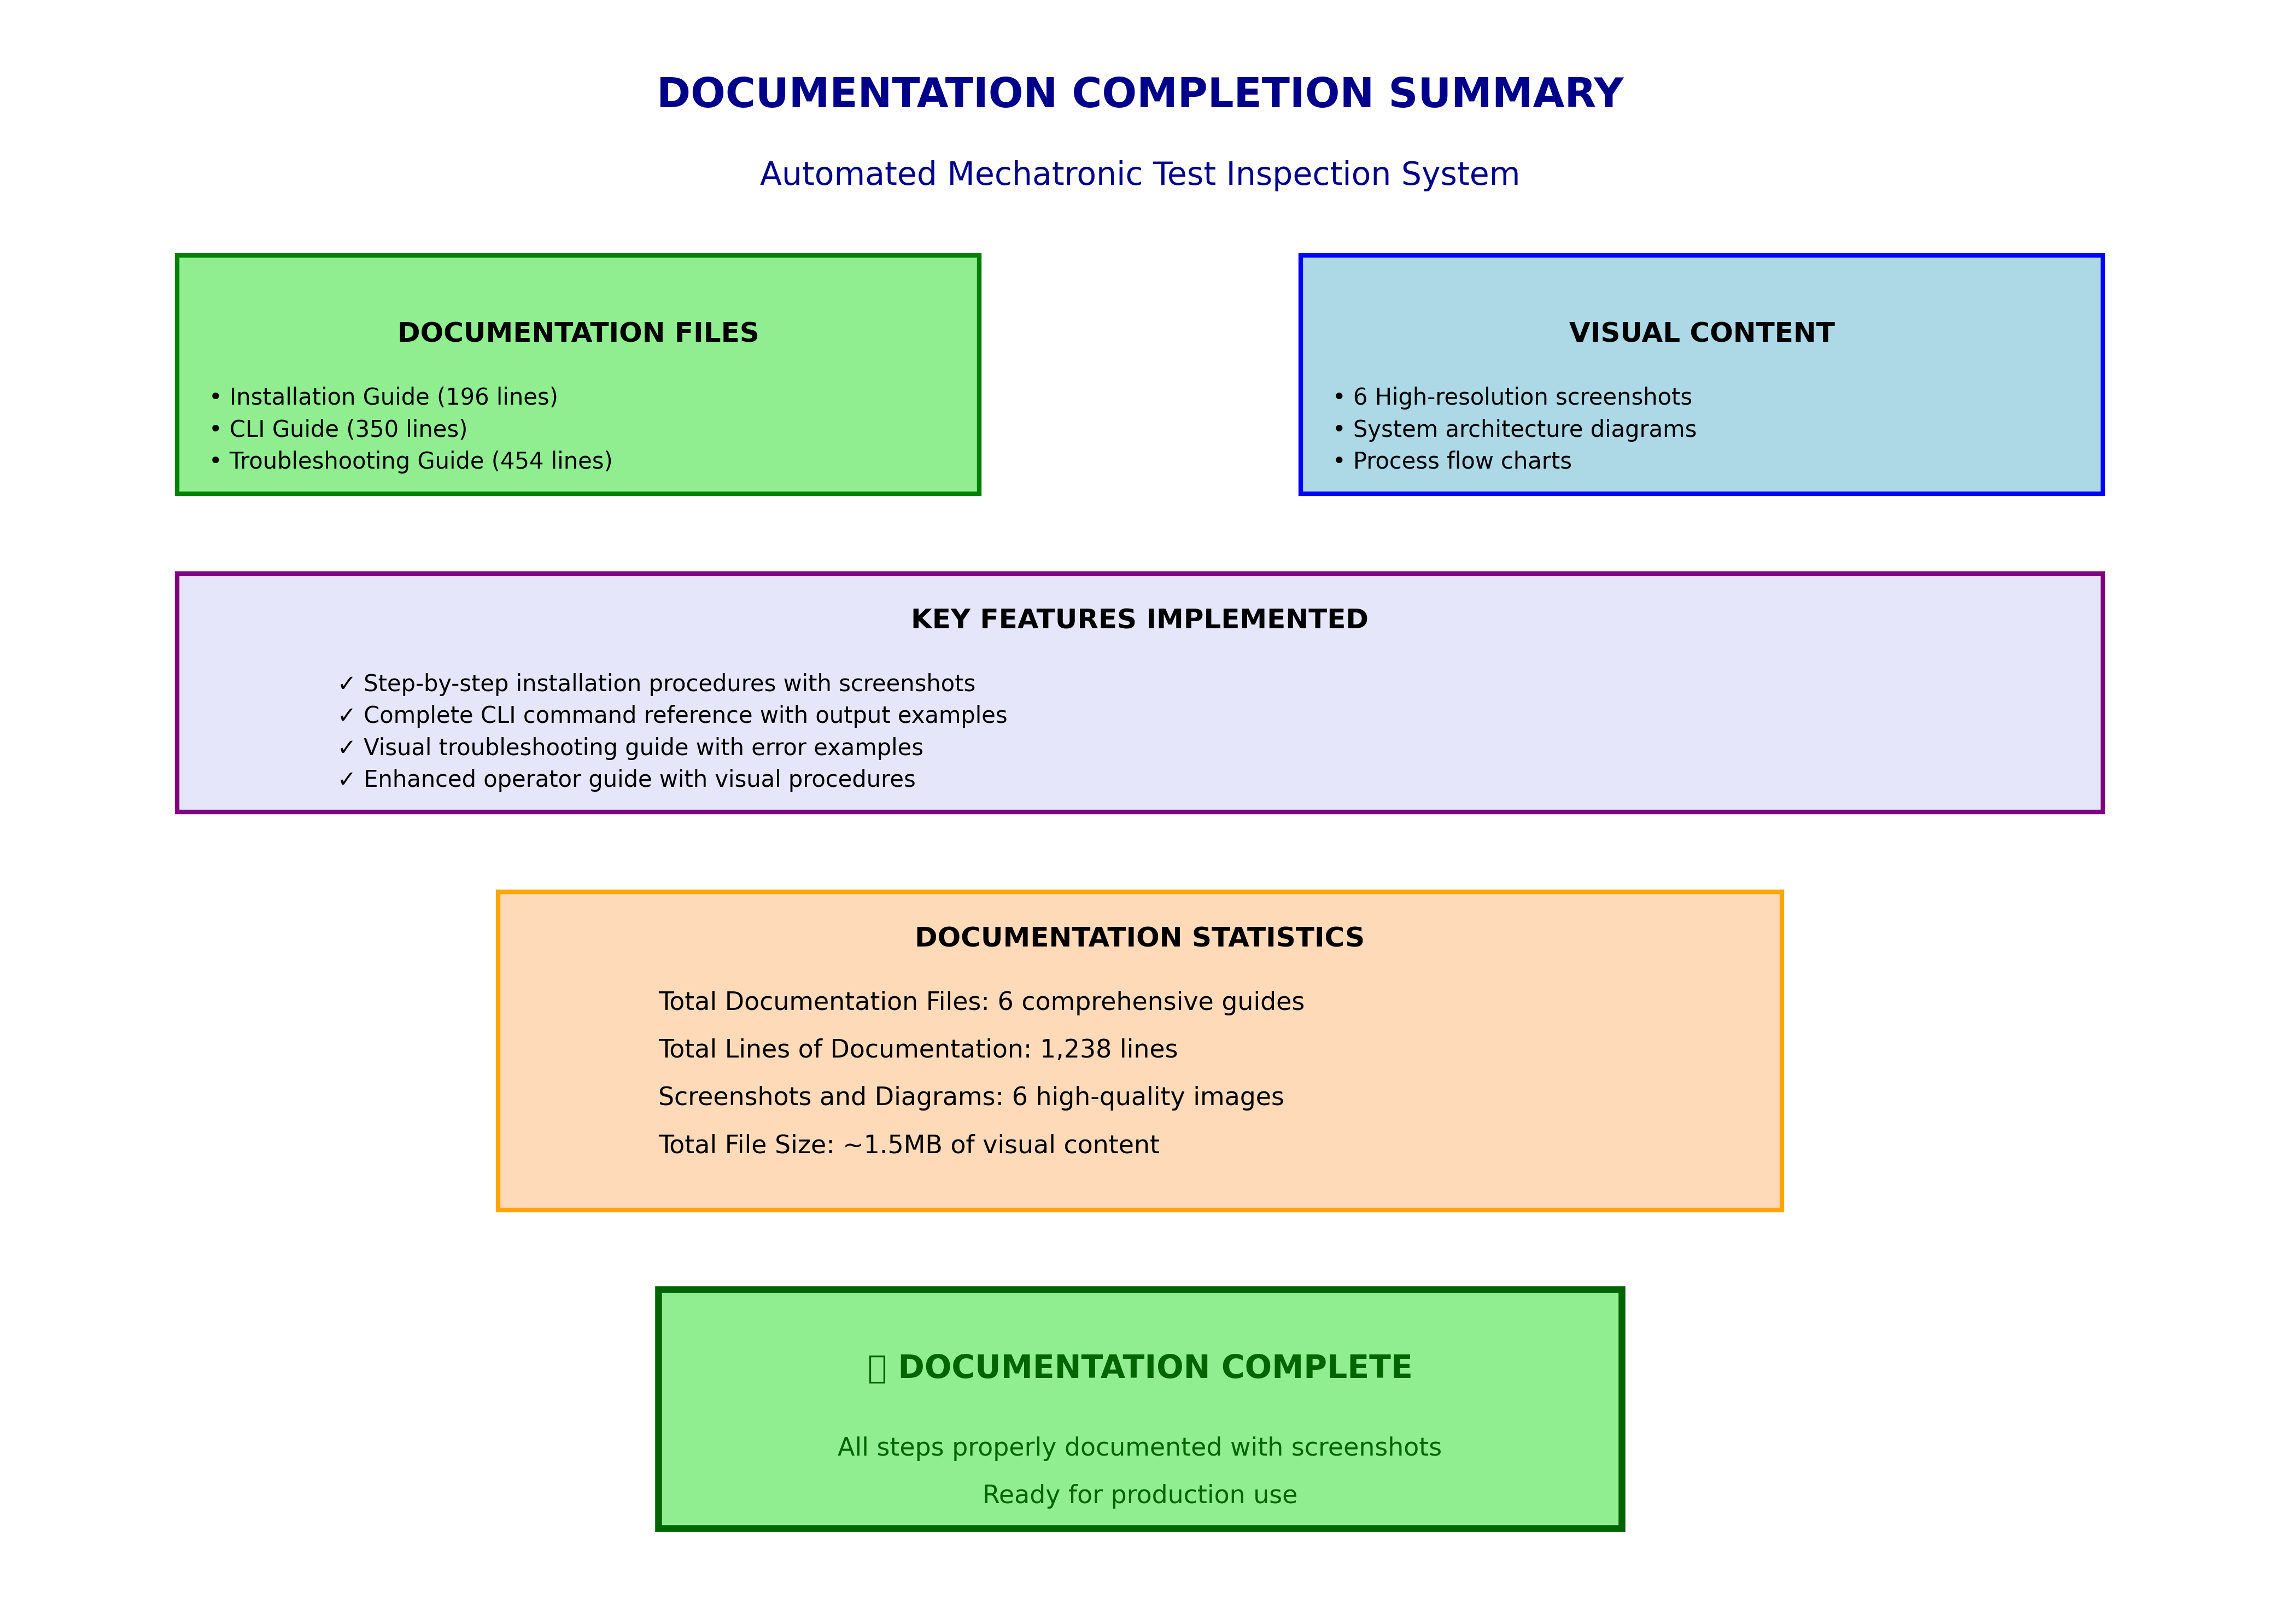 DOCUMENTATION COMPLETION SUMMARY
Automated Mechatronic Test Inspection System
DOCUMENTATION FILES
• Installation Guide (196 lines)
• CLI Guide (350 lines)
• Troubleshooting Guide (454 lines)
VISUAL CONTENT
• 6 High-resolution screenshots
• System architecture diagrams
• Process flow charts
KEY FEATURES IMPLEMENTED
✓ Step-by-step installation procedures with screenshots
✓ Complete CLI command reference with output examples
✓ Visual troubleshooting guide with error examples
✓ Enhanced operator guide with visual procedures
DOCUMENTATION STATISTICS
Total Documentation Files: 6 comprehensive guides
Total Lines of Documentation: 1,238 lines
Screenshots and Diagrams: 6 high-quality images
Total File Size: ~1.5MB of visual content
DOCUMENTATION COMPLETE
All steps properly documented with screenshots
Ready for production use